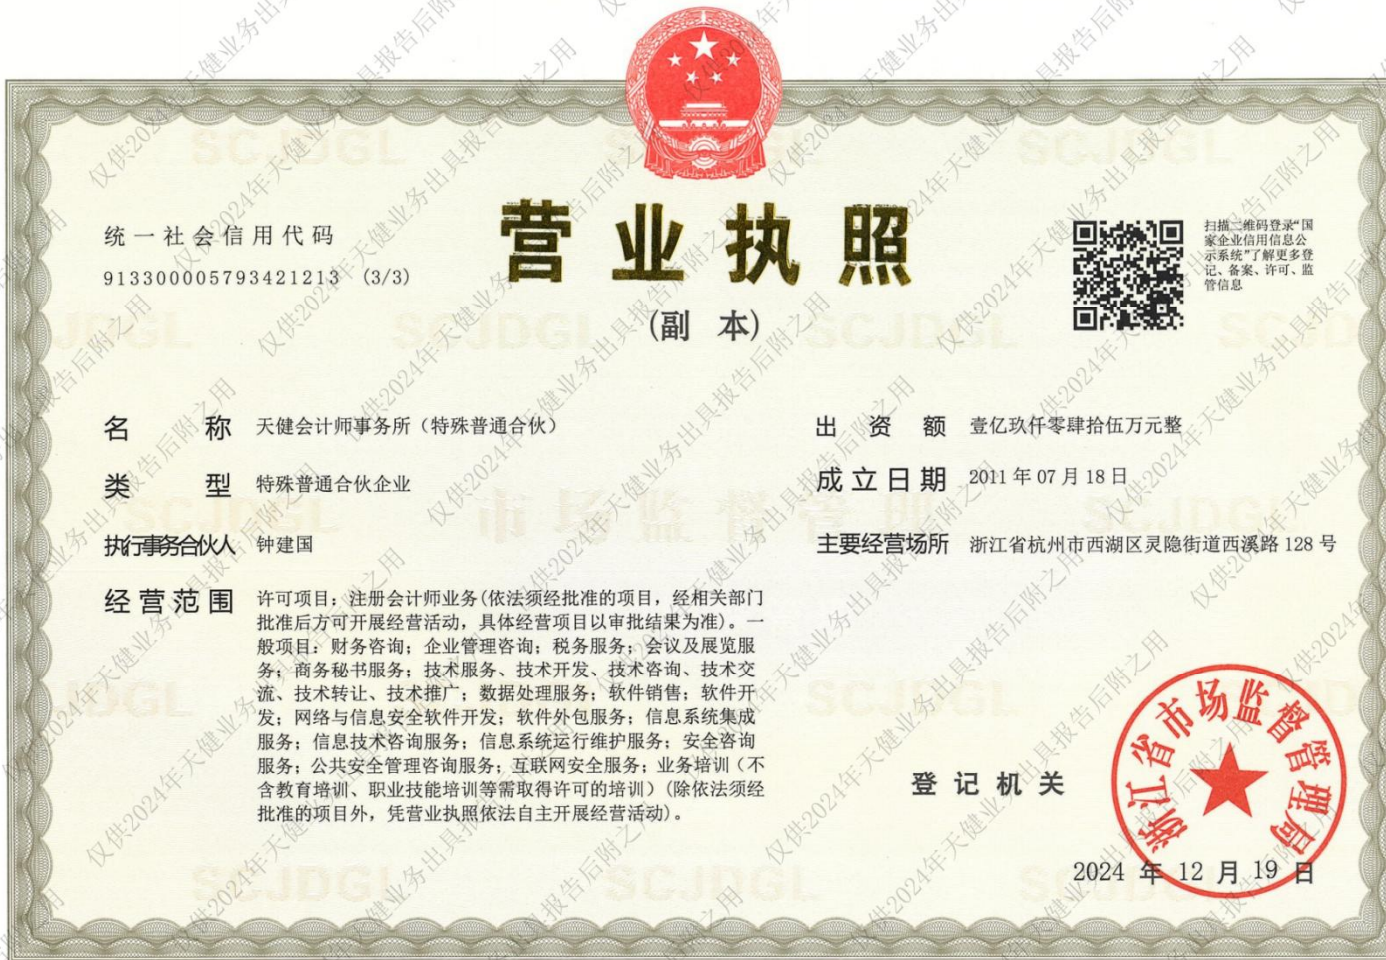 营业执照
(副 本)
统一社会信用代码
913300005793421213 (3/3)
扫描二维码登录“国
家企业信用信息公
示系统”了解更多登
记、备案、许可、监
管信息
名 称 天健会计师事务所（特殊普通合伙）
类 型 特殊普通合伙企业
执行事务合伙人 钟建国
经营范围 许可项目：注册会计师业务(依法须经批准的项目，经相关部门
批准后方可开展经营活动，具体经营项目以审批结果为准)。一
般项目：财务咨询；企业管理咨询；税务服务；会议及展览服
务；商务秘书服务；技术服务、技术开发、技术咨询、技术交
流、技术转让、技术推广；数据处理服务；软件销售；软件开
发；网络与信息安全软件开发；软件外包服务；信息系统集成
服务；信息技术咨询服务；信息系统运行维护服务；安全咨询
服务；公共安全管理咨询服务；互联网安全服务；业务培训（不
含教育培训、职业技能培训等需取得许可的培训）(除依法须经
批准的项目外，凭营业执照依法自主开展经营活动)。
出 资 额 壹亿玖仟零肆拾伍万元整
成立日期 2011 年 07 月 18 日
主要经营场所 浙江省杭州市西湖区灵隐街道西溪路 128 号
登记机关
浙江省市场监督管理局
2024 年 12 月 19 日
仅供2024年天健业务出具报告后附之用
SCJDGL
市场监督管理